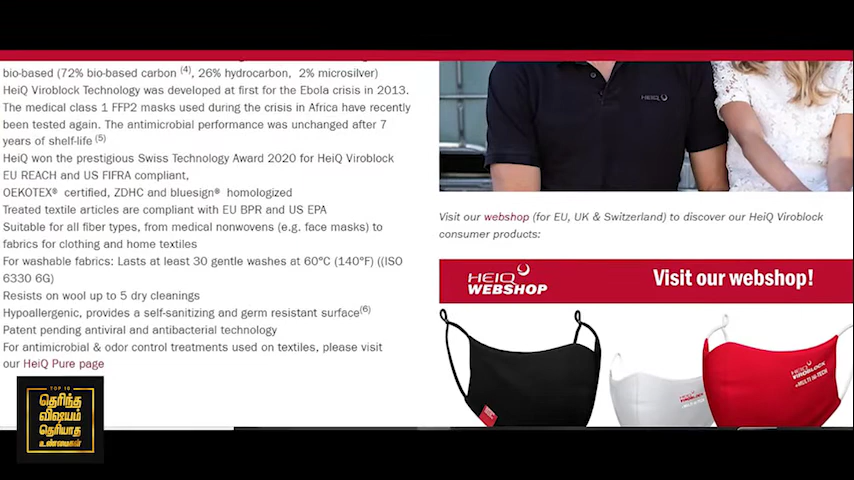 bio-based (72% bio-based carbon (4), 26% hydrocarbon, 2% microsilver)
HeiQ Viroblock Technology was developed at first for the Ebola crisis in 2013.
The medical class 1 FFP2 masks used during the crisis in Africa have recently
been tested again. The antimicrobial performance was unchanged after 7
years of shelf-life (5)
HeiQ won the prestigious Swiss Technology Award 2020 for HeiQ Viroblock
EU REACH and US FIFRA compliant,
OEKOTEX® certified, ZDHC and bluesign® homologized
Treated textile articles are compliant with EU BPR and US EPA
Suitable for all fiber types, from medical nonwovens (e.g. face masks) to
fabrics for clothing and home textiles
For washable fabrics: Lasts at least 30 gentle washes at 60°C (140°F) ((ISO
6330 6G)
Resists on wool up to 5 dry cleanings
Hypoallergenic, provides a self-sanitizing and germ resistant surface(6)
Patent pending antiviral and antibacterial technology
For antimicrobial & odor control treatments used on textiles, please visit
our HeiQ Pure page
HEIQ
Visit our webshop (for EU, UK & Switzerland) to discover our HeiQ Viroblock
consumer products:
HEIQ
WEBSHOP
Visit our webshop!
HEIQ
VIROBLOCK
TOP 10
தெரிந்த
விஷயம்
தெரியாத
உண்மைகள்